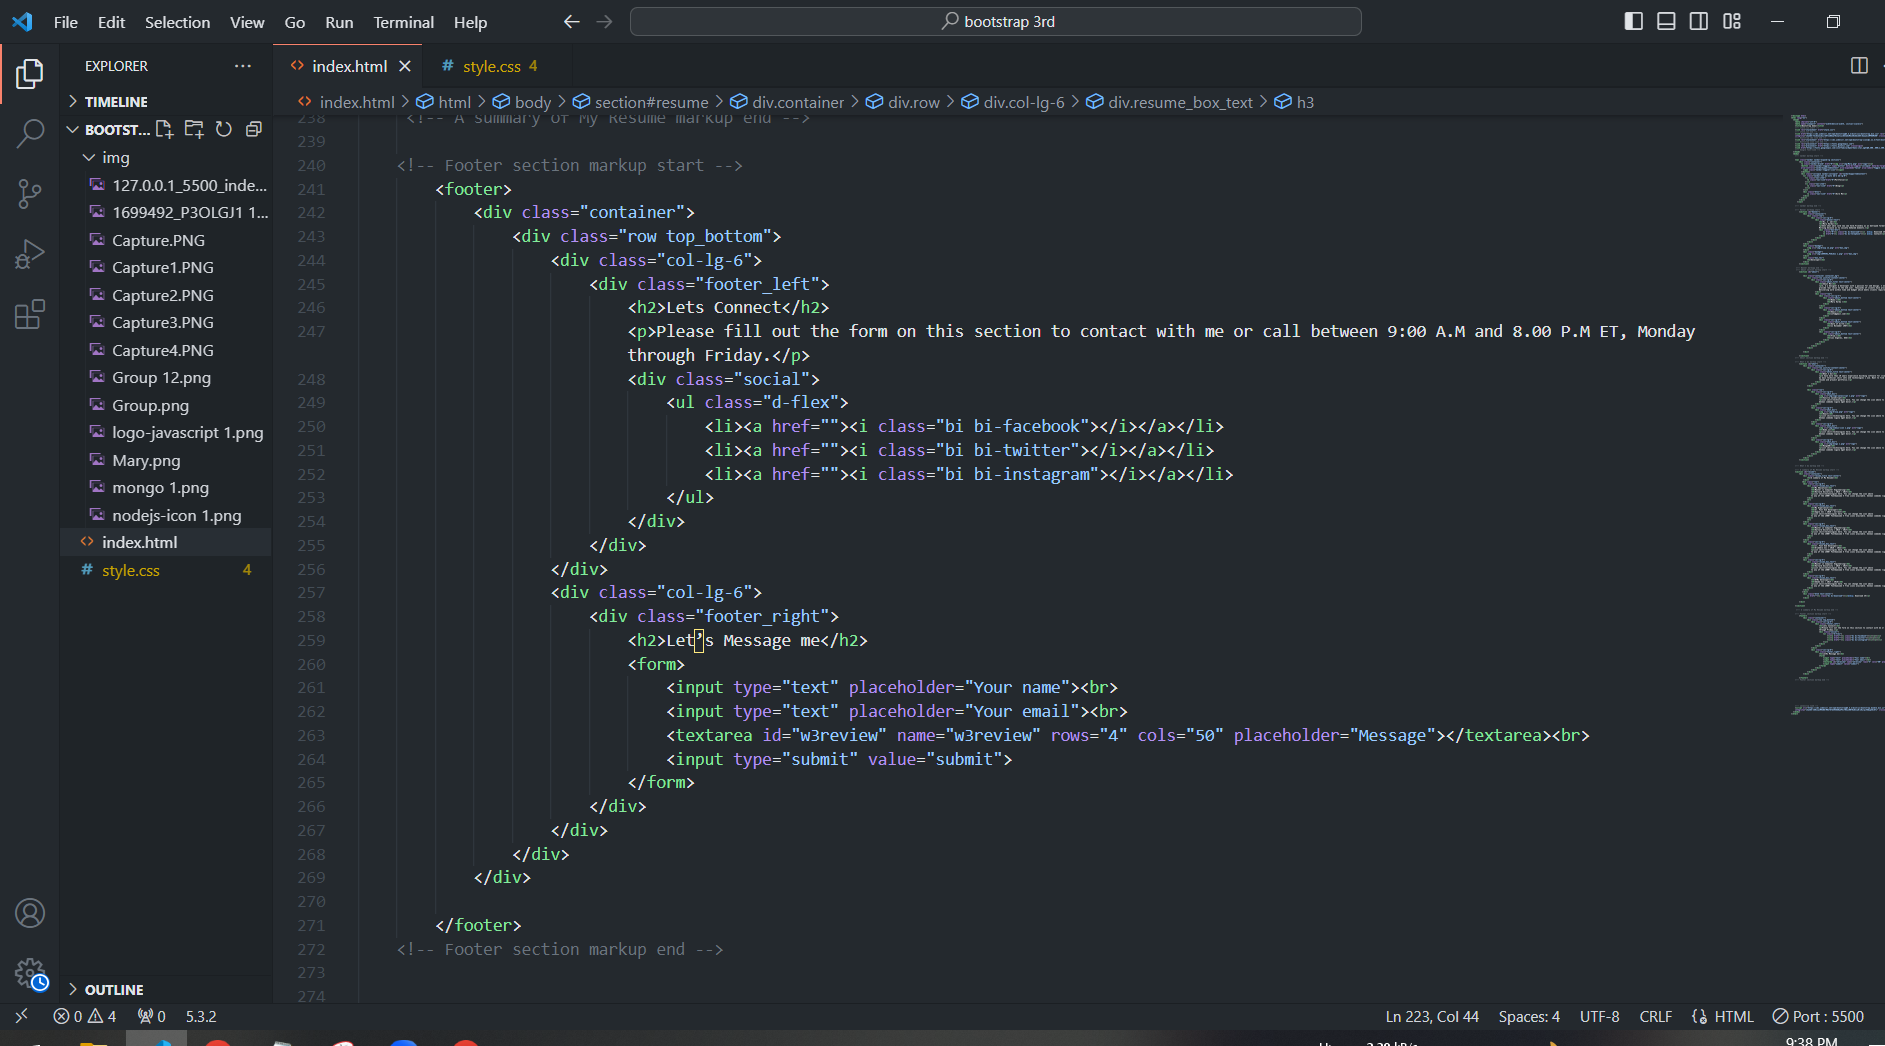 File Edit Selection View Go Run Terminal Help
bootstrap 3rd
EXPLORER ···
TIMELINE
BOOTST...
img
127.0.0.1_5500_inde...
1699492_P3OLGJ1 1...
Capture.PNG
Capture1.PNG
Capture2.PNG
Capture3.PNG
Capture4.PNG
Group 12.png
Group.png
logo-javascript 1.png
Mary.png
mongo 1.png
nodejs-icon 1.png
<> index.html
# style.css 4
OUTLINE
<> index.html
# style.css 4
<> index.html > html > body > section#resume > div.container > div.row > div.col-lg-6 > div.resume_box_text > h3
238 <!-- A summary of My Resume markup end -->
239
240 <!-- Footer section markup start -->
241 <footer>
242 <div class="container">
243 <div class="row top_bottom">
244 <div class="col-lg-6">
245 <div class="footer_left">
246 <h2>Lets Connect</h2>
247 <p>Please fill out the form on this section to contact with me or call between 9:00 A.M and 8.00 P.M ET, Monday
through Friday.</p>
248 <div class="social">
249 <ul class="d-flex">
250 <li><a href=""><i class="bi bi-facebook"></i></a></li>
251 <li><a href=""><i class="bi bi-twitter"></i></a></li>
252 <li><a href=""><i class="bi bi-instagram"></i></a></li>
253 </ul>
254 </div>
255 </div>
256 </div>
257 <div class="col-lg-6">
258 <div class="footer_right">
259 <h2>Let’s Message me</h2>
260 <form>
261 <input type="text" placeholder="Your name"><br>
262 <input type="text" placeholder="Your email"><br>
263 <textarea id="w3review" name="w3review" rows="4" cols="50" placeholder="Message"></textarea><br>
264 <input type="submit" value="submit">
265 </form>
266 </div>
267 </div>
268 </div>
269 </div>
270
271 </footer>
272 <!-- Footer section markup end -->
273
274
0 4 0 5.3.2
Ln 223, Col 44 Spaces: 4 UTF-8 CRLF HTML Port : 5500
9:38 PM